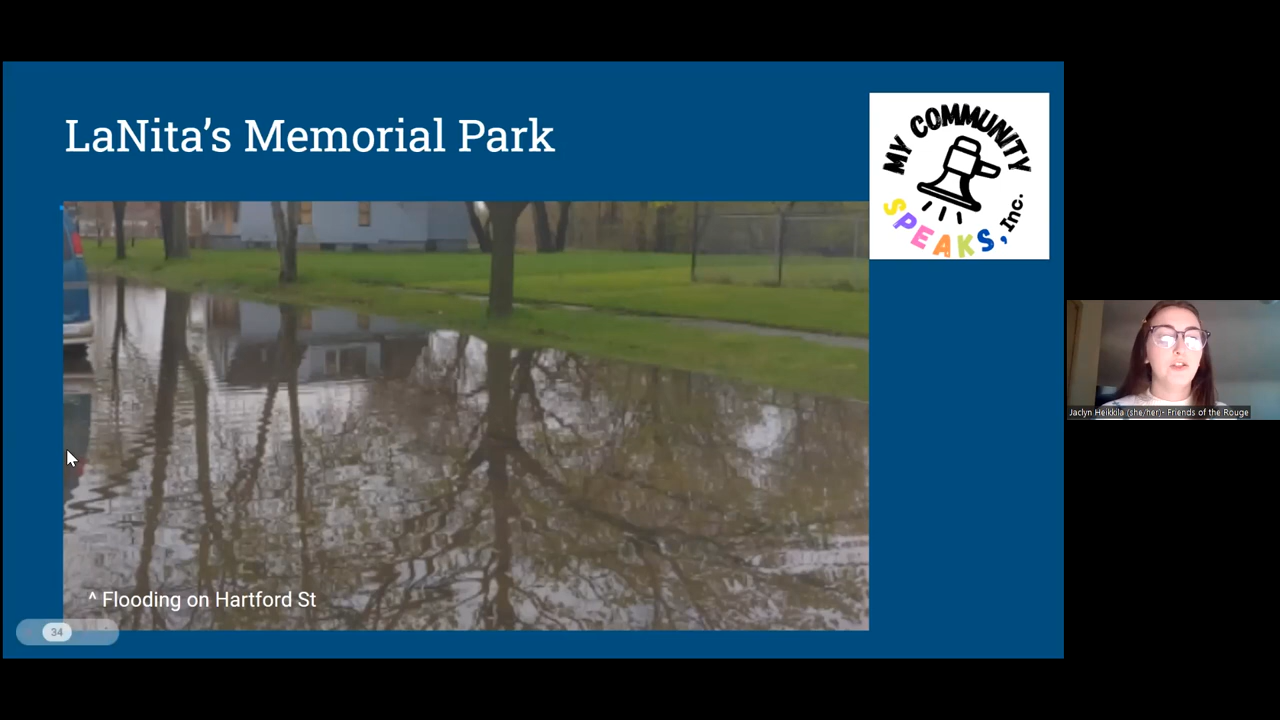 LaNita's Memorial Park
MY COMMUNITY
SPEAKS, Inc.
^ Flooding on Hartford St
34
Jaclyn Heikkila (she/her)- Friends of the Rouge